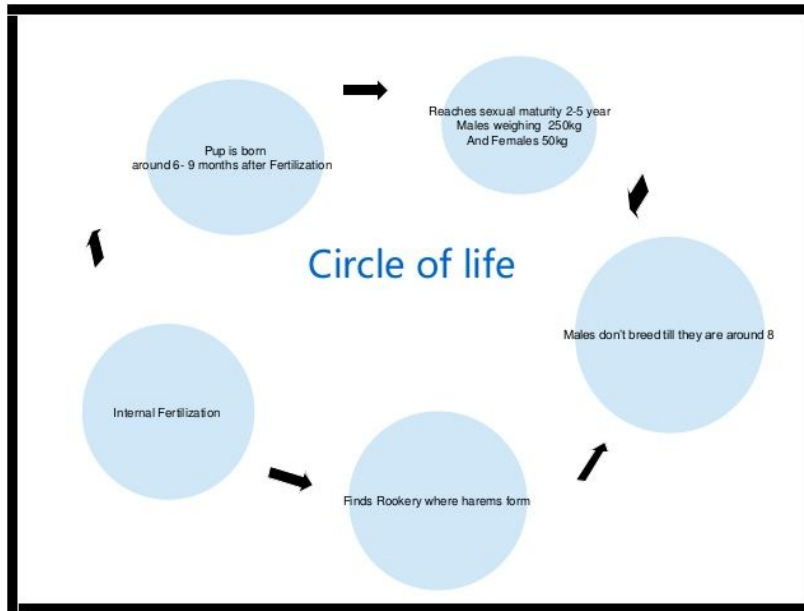 Pup is born
around 6- 9 months after Fertilization
Reaches sexual maturity 2-5 year
Males weighing 250kg
And Females 50kg
Circle of life
Males don't breed till they are around 8
Internal Fertilization
Finds Rookery where harems form